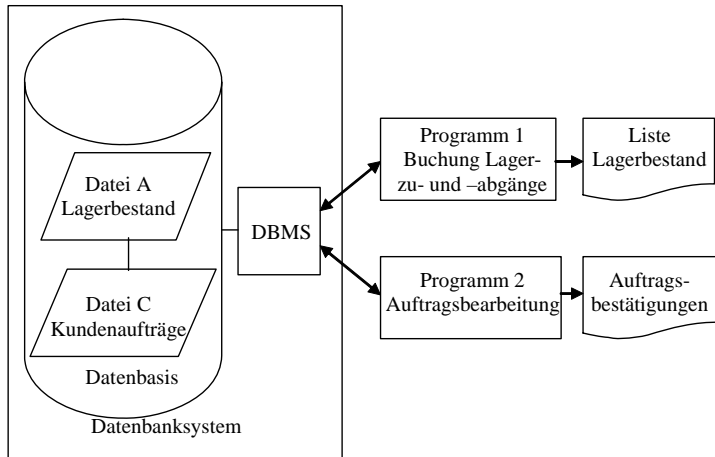 Datei A
Lagerbestand
Datei C
Kundenaufträge
Datenbasis
Datenbanksystem
DBMS
Programm 1
Buchung Lager-
zu- und –abgänge
Liste
Lagerbestand
Programm 2
Auftragsbearbeitung
Auftrags-
bestätigungen